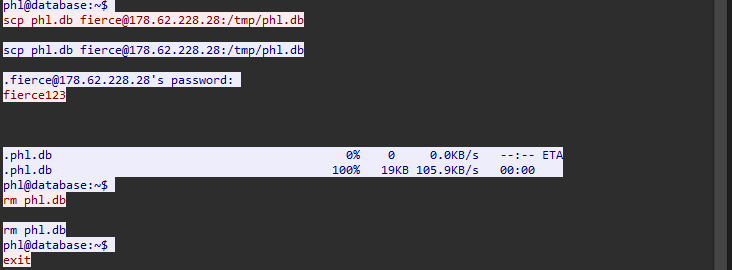 phl@database:~$
scp phl.db fierce@178.62.228.28:/tmp/phl.db
scp phl.db fierce@178.62.228.28:/tmp/phl.db
.fierce@178.62.228.28's password:
fierce123
.phl.db 0% 0 0.0KB/s --:-- ETA
.phl.db 100% 19KB 105.9KB/s 00:00
phl@database:~$
rm phl.db
rm phl.db
phl@database:~$
exit